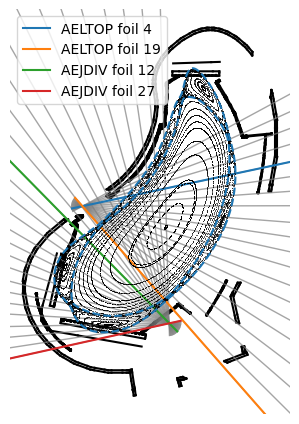 AELTOP foil 4
AELTOP foil 19
AEJDIV foil 12
AEJDIV foil 27